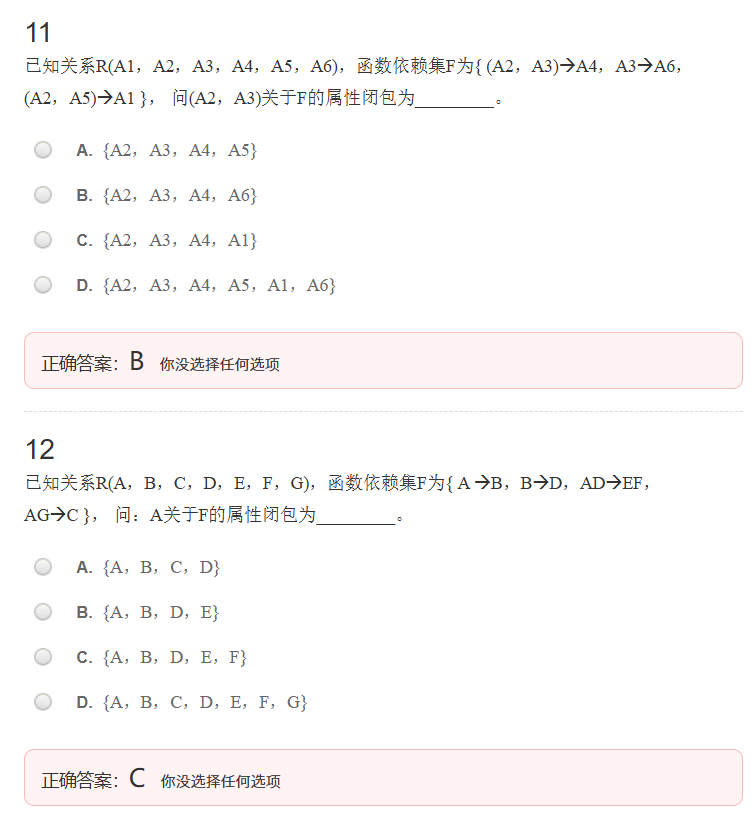 11
已知关系R(A1，A2，A3，A4，A5，A6)，函数依赖集F为{ (A2，A3)→A4，A3→A6，
(A2，A5)→A1 }， 问(A2，A3)关于F的属性闭包为_________。
A. {A2，A3，A4，A5}
B. {A2，A3，A4，A6}
C. {A2，A3，A4，A1}
D. {A2，A3，A4，A5，A1，A6}
正确答案：B 你没选择任何选项
12
已知关系R(A，B，C，D，E，F，G)，函数依赖集F为{ A →B，B→D，AD→EF，
AG→C }， 问：A关于F的属性闭包为_________。
A. {A，B，C，D}
B. {A，B，D，E}
C. {A，B，D，E，F}
D. {A，B，C，D，E，F，G}
正确答案：C 你没选择任何选项